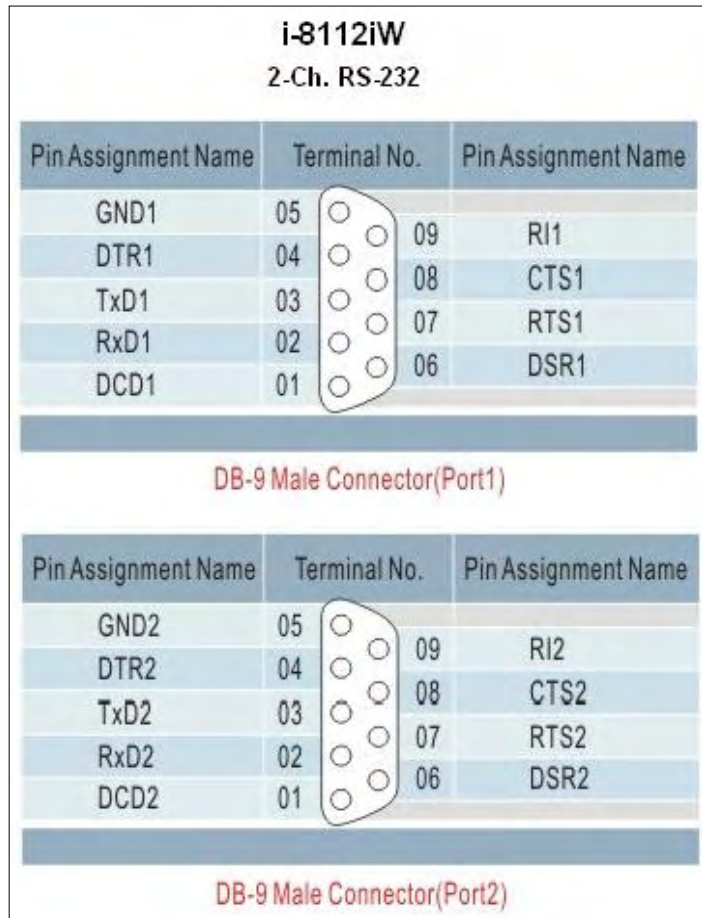 i-8112iW
2-Ch. RS-232
Pin Assignment Name Terminal No. Pin Assignment Name
GND1 05
09 RI1
DTR1 04
08 CTS1
TxD1 03
07 RTS1
RxD1 02
06 DSR1
DCD1 01
DB-9 Male Connector(Port1)
Pin Assignment Name Terminal No. Pin Assignment Name
GND2 05
09 RI2
DTR2 04
08 CTS2
TxD2 03
07 RTS2
RxD2 02
06 DSR2
DCD2 01
DB-9 Male Connector(Port2)